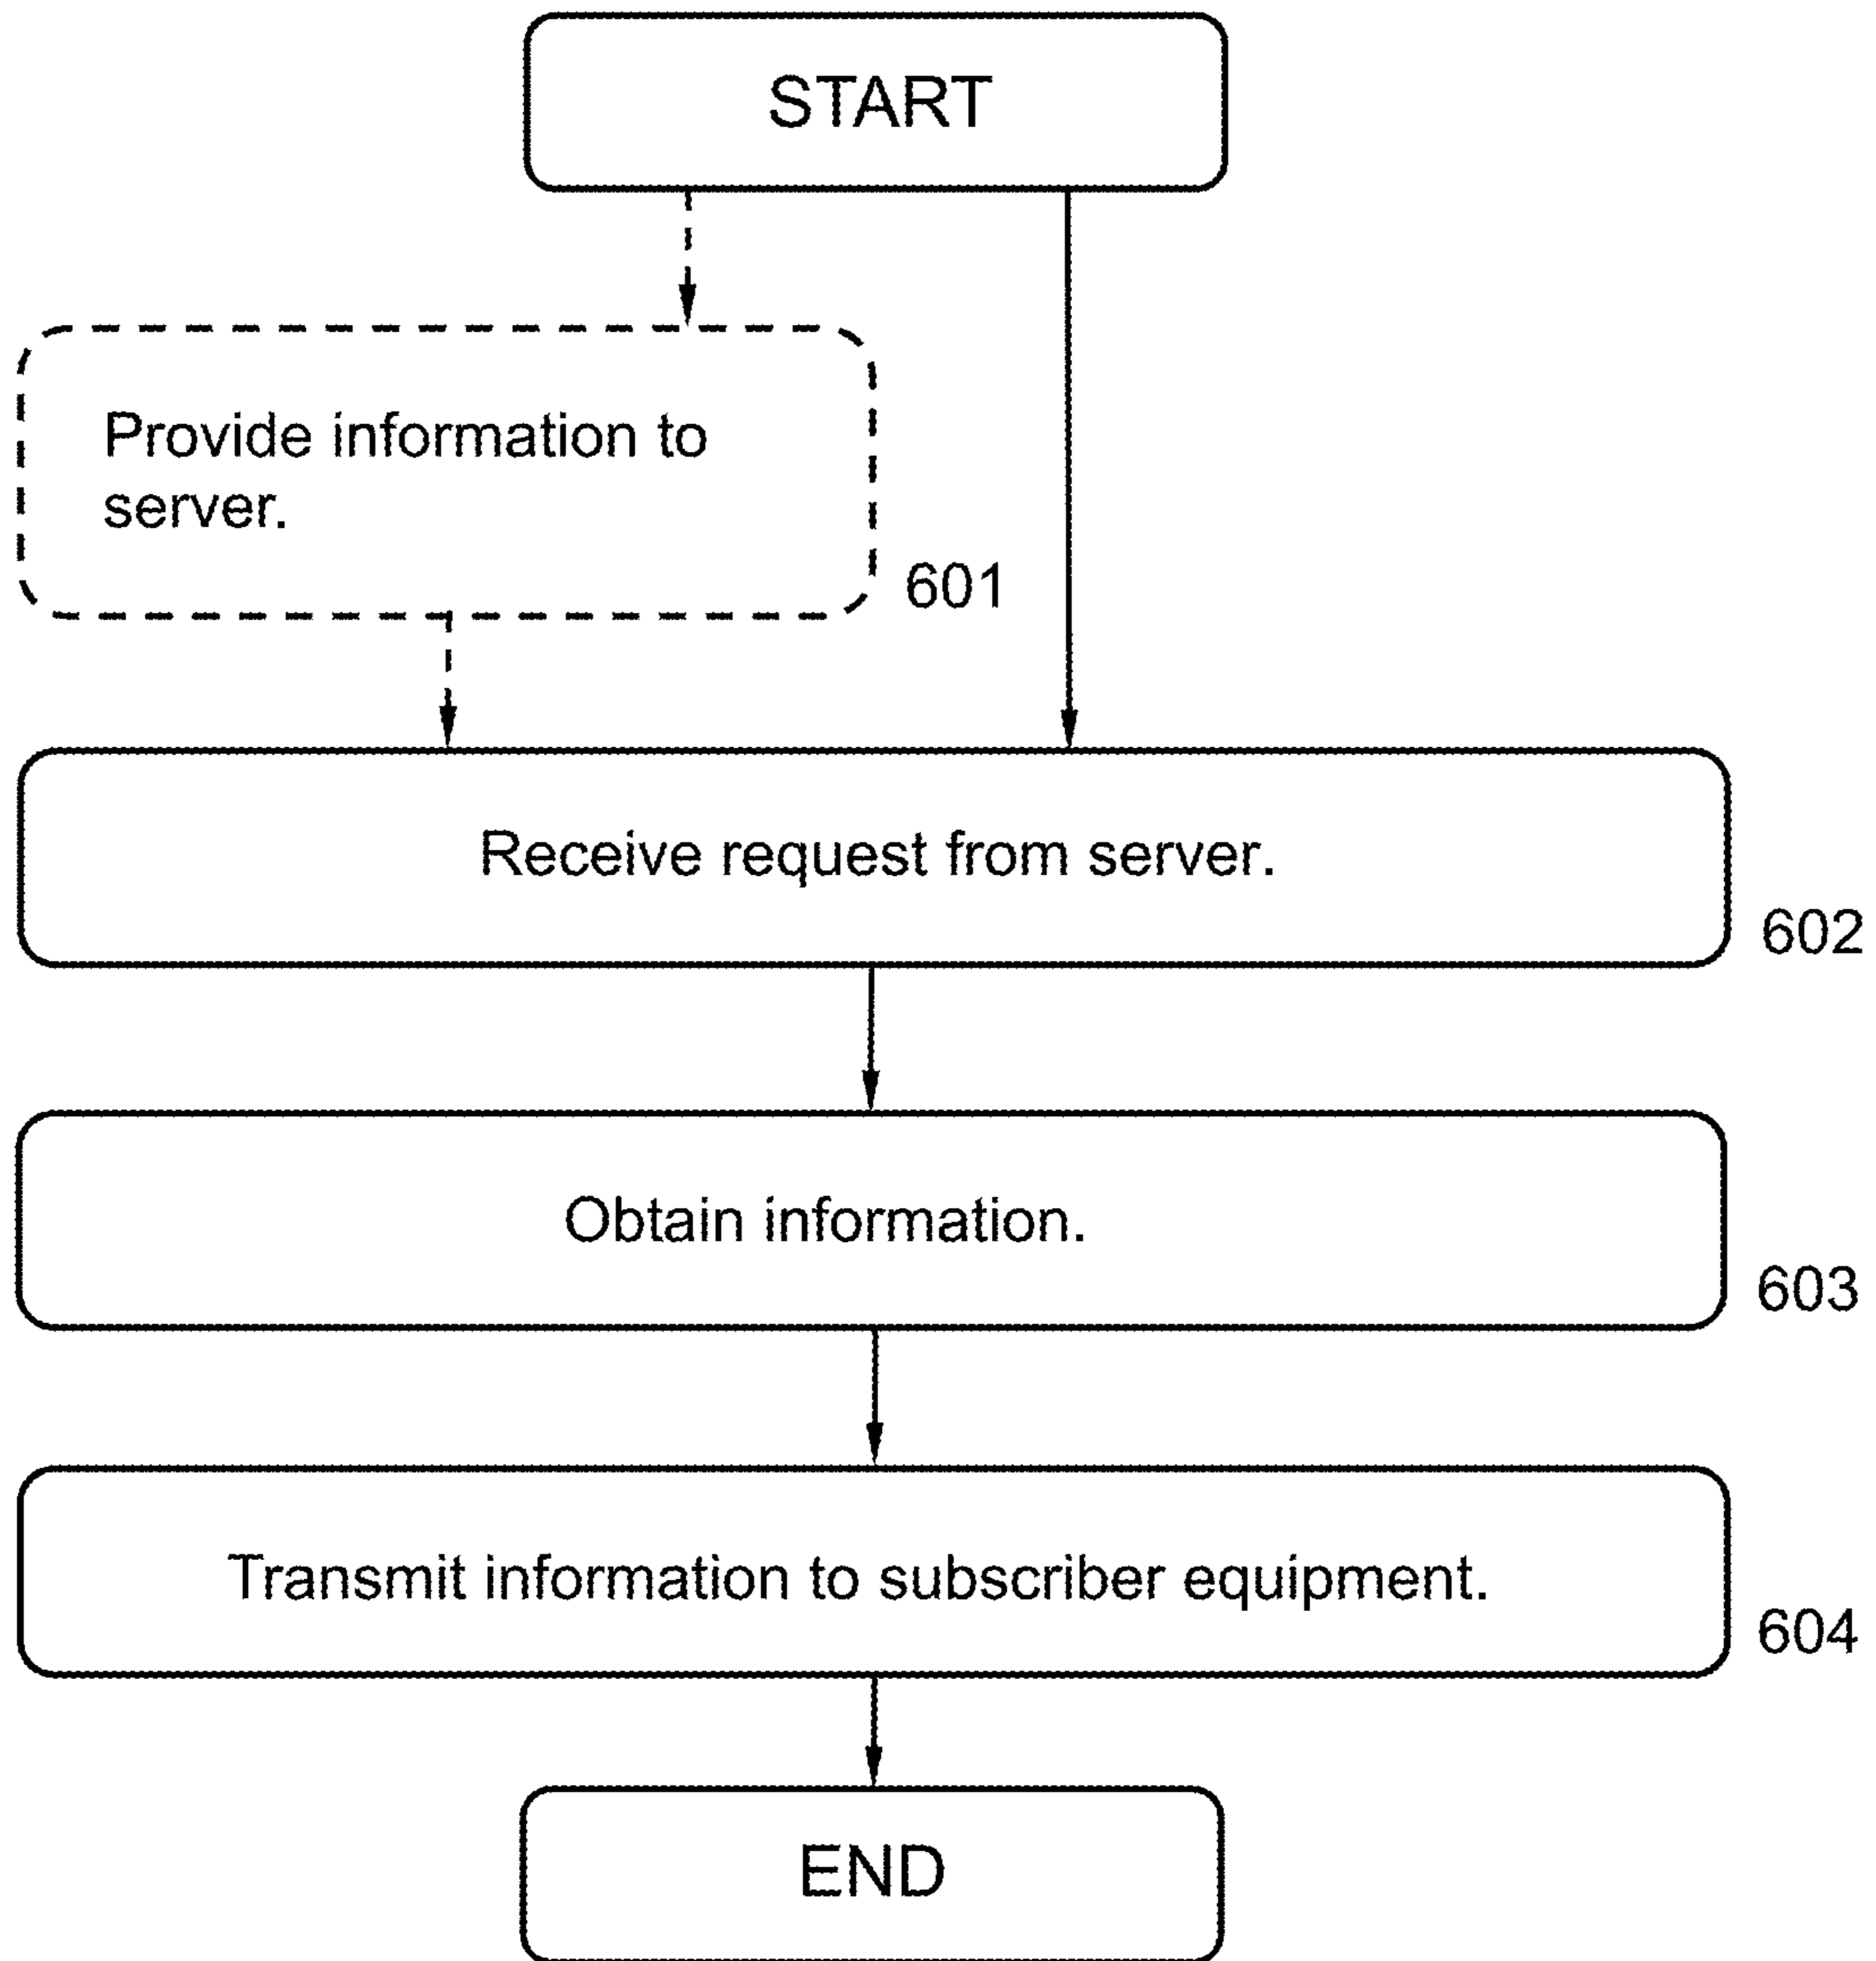 START
Provide information to
server.
601
Receive request from server.
602
Obtain information.
603
Transmit information to subscriber equipment.
604
END